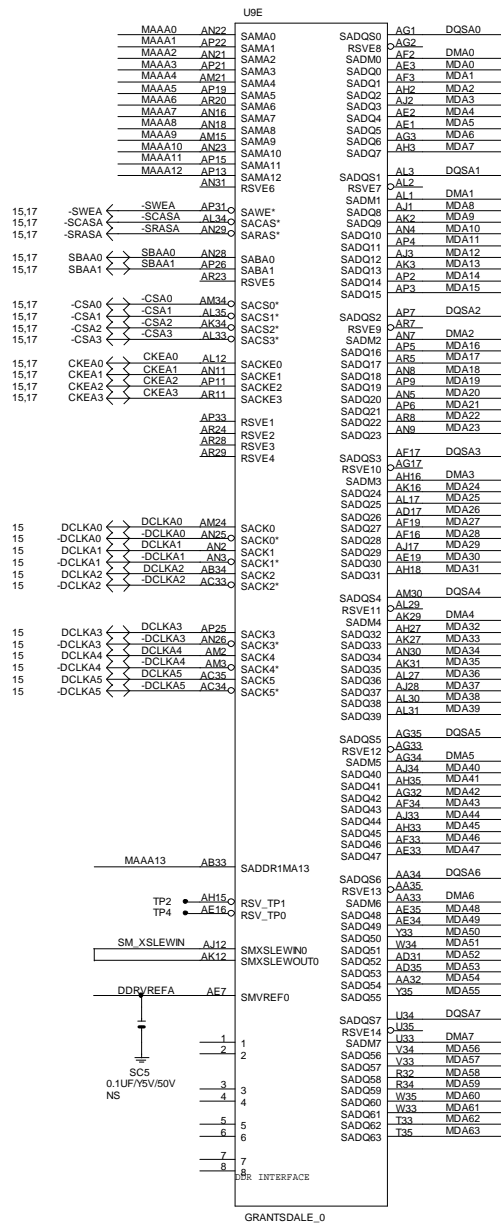 U9E
MAAA0 AN22 SAMA0
MAAA1 AP22 SAMA1
MAAA2 AN21 SAMA2
MAAA3 AP21 SAMA3
MAAA4 AM21 SAMA4
MAAA5 AP19 SAMA5
MAAA6 AR20 SAMA6
MAAA7 AN16 SAMA7
MAAA8 AN18 SAMA8
MAAA9 AM15 SAMA9
MAAA10 AN23 SAMA10
MAAA11 AP15 SAMA11
MAAA12 AP13 SAMA12
AN31 RSVE6
15,17 -SWEA -SWEA AP31 SAWE*
15,17 -SCASA -SCASA AL34 SACAS*
15,17 -SRASA -SRASA AN29 SARAS*
15,17 SBAA0 SBAA0 AN28 SABA0
15,17 SBAA1 SBAA1 AP26 SABA1
AR23 RSVE5
15,17 -CSA0 -CSA0 AM34 SACS0*
15,17 -CSA1 -CSA1 AL35 SACS1*
15,17 -CSA2 -CSA2 AK34 SACS2*
15,17 -CSA3 -CSA3 AL33 SACS3*
15,17 CKEA0 CKEA0 AL12 SACKE0
15,17 CKEA1 CKEA1 AN11 SACKE1
15,17 CKEA2 CKEA2 AP11 SACKE2
15,17 CKEA3 CKEA3 AR11 SACKE3
AP33 RSVE1
AR24 RSVE2
AR28 RSVE3
AR29 RSVE4
15 DCLKA0 DCLKA0 AM24 SACK0
15 -DCLKA0 -DCLKA0 AN25 SACK0*
15 DCLKA1 DCLKA1 AN2 SACK1
15 -DCLKA1 -DCLKA1 AN3 SACK1*
15 DCLKA2 DCLKA2 AB34 SACK2
15 -DCLKA2 -DCLKA2 AC33 SACK2*
15 DCLKA3 DCLKA3 AP25 SACK3
15 -DCLKA3 -DCLKA3 AN26 SACK3*
15 DCLKA4 DCLKA4 AM2 SACK4
15 -DCLKA4 -DCLKA4 AM3 SACK4*
15 DCLKA5 DCLKA5 AC35 SACK5
15 -DCLKA5 -DCLKA5 AC34 SACK5*
MAAA13 AB33 SADDR1MA13
TP2 AH15 RSV_TP1
TP4 AE16 RSV_TP0
SM_XSLEWIN AJ12 SMXSLEWIN0
AK12 SMXSLEWOUT0
DDRVREFA AE7 SMVREF0
SC5
0.1UF/Y5V/50V
NS
1 1
2 2
3 3
4 4
5 5
6 6
7 7
8 8
DDR INTERFACE
SADQS0 AG1 DQSA0
RSVE8 AG2
SADM0 AF2 DMA0
SADQ0 AE3 MDA0
SADQ1 AF3 MDA1
SADQ2 AH2 MDA2
SADQ3 AJ2 MDA3
SADQ4 AE2 MDA4
SADQ5 AE1 MDA5
SADQ6 AG3 MDA6
SADQ7 AH3 MDA7
SADQS1 AL3 DQSA1
RSVE7 AL2
SADM1 AL1 DMA1
SADQ8 AJ1 MDA8
SADQ9 AK2 MDA9
SADQ10 AN4 MDA10
SADQ11 AP4 MDA11
SADQ12 AJ3 MDA12
SADQ13 AK3 MDA13
SADQ14 AP2 MDA14
SADQ15 AP3 MDA15
SADQS2 AP7 DQSA2
RSVE9 AR7
SADM2 AN7 DMA2
SADQ16 AP5 MDA16
SADQ17 AR5 MDA17
SADQ18 AN8 MDA18
SADQ19 AP9 MDA19
SADQ20 AN5 MDA20
SADQ21 AP6 MDA21
SADQ22 AR8 MDA22
SADQ23 AN9 MDA23
SADQS3 AF17 DQSA3
RSVE10 AG17
SADM3 AH16 DMA3
SADQ24 AK16 MDA24
SADQ25 AL17 MDA25
SADQ26 AD17 MDA26
SADQ27 AF19 MDA27
SADQ28 AF16 MDA28
SADQ29 AJ17 MDA29
SADQ30 AE19 MDA30
SADQ31 AH18 MDA31
SADQS4 AM30 DQSA4
RSVE11 AL29
SADM4 AK29 DMA4
SADQ32 AH27 MDA32
SADQ33 AK27 MDA33
SADQ34 AN30 MDA34
SADQ35 AK31 MDA35
SADQ36 AL27 MDA36
SADQ37 AJ28 MDA37
SADQ38 AL30 MDA38
SADQ39 AL31 MDA39
SADQS5 AG35 DQSA5
RSVE12 AG33
SADM5 AG34 DMA5
SADQ40 AJ34 MDA40
SADQ41 AH35 MDA41
SADQ42 AG32 MDA42
SADQ43 AF34 MDA43
SADQ44 AJ33 MDA44
SADQ45 AH33 MDA45
SADQ46 AF33 MDA46
SADQ47 AE33 MDA47
SADQS6 AA34 DQSA6
RSVE13 AA35
SADM6 AA33 DMA6
SADQ48 AE35 MDA48
SADQ49 AE34 MDA49
SADQ50 Y33 MDA50
SADQ51 W34 MDA51
SADQ52 AD31 MDA52
SADQ53 AD35 MDA53
SADQ54 AA32 MDA54
SADQ55 Y35 MDA55
SADQS7 U34 DQSA7
RSVE14 U35
SADM7 U33 DMA7
SADQ56 V34 MDA56
SADQ57 V33 MDA57
SADQ58 R32 MDA58
SADQ59 R34 MDA59
SADQ60 W35 MDA60
SADQ61 W33 MDA61
SADQ62 T33 MDA62
SADQ63 T35 MDA63
GRANTSDALE_0